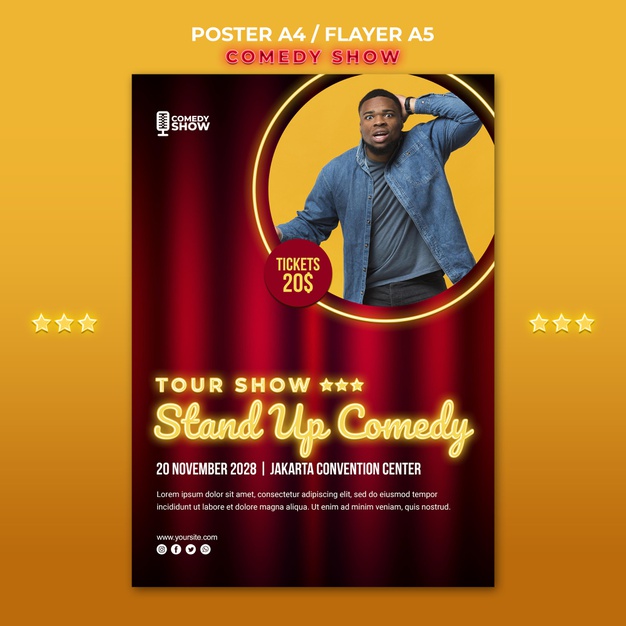 POSTER A4 / FLAYER A5
COMEDY SHOW
COMEDY
SHOW
TICKETS
20$
TOUR SHOW
Stand Up Comedy
20 NOVEMBER 2028 | JAKARTA CONVENTION CENTER
Lorem ipsum dolor sit amet, consectetur adipiscing elit, sed do eiusmod tempor
incididunt ut labore et dolore magna aliqua. Ut enim ad minim veniam, quis nostrud.
www.yoursite.com